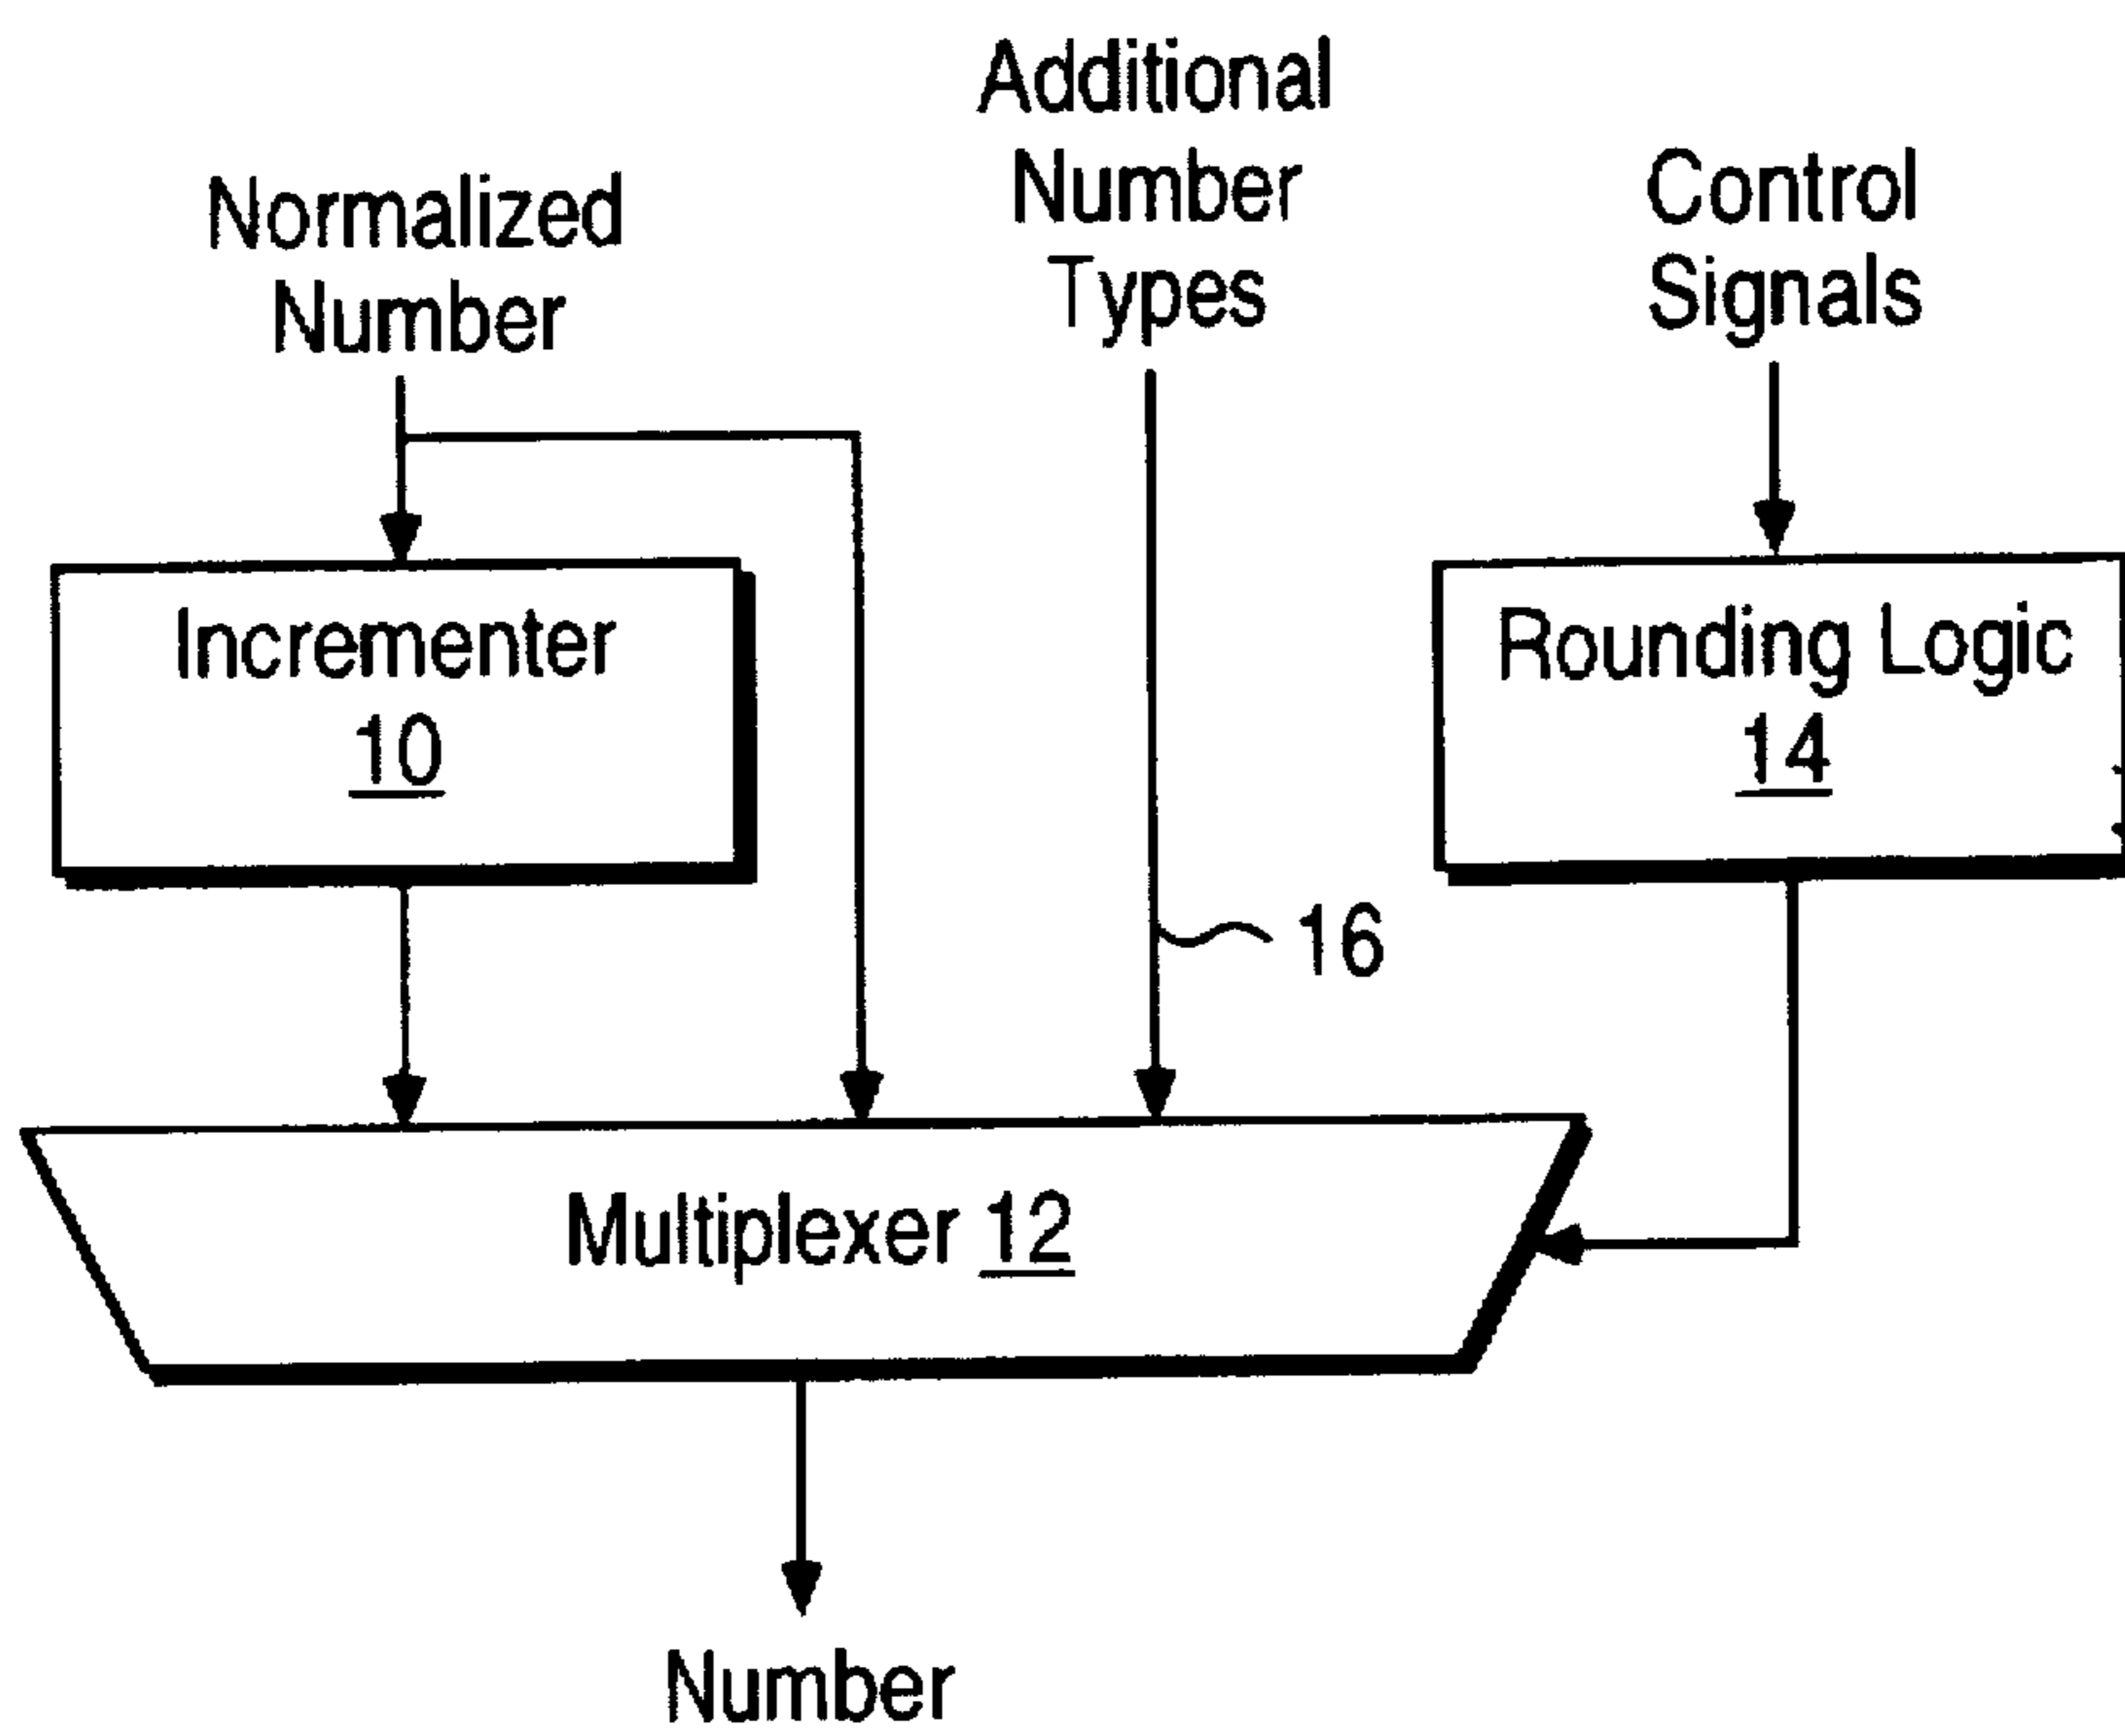 Additional
Number
Types
Normalized
Number
Control
Signals
Incrementer
10
Rounding Logic
14
16
Multiplexer 12
Number